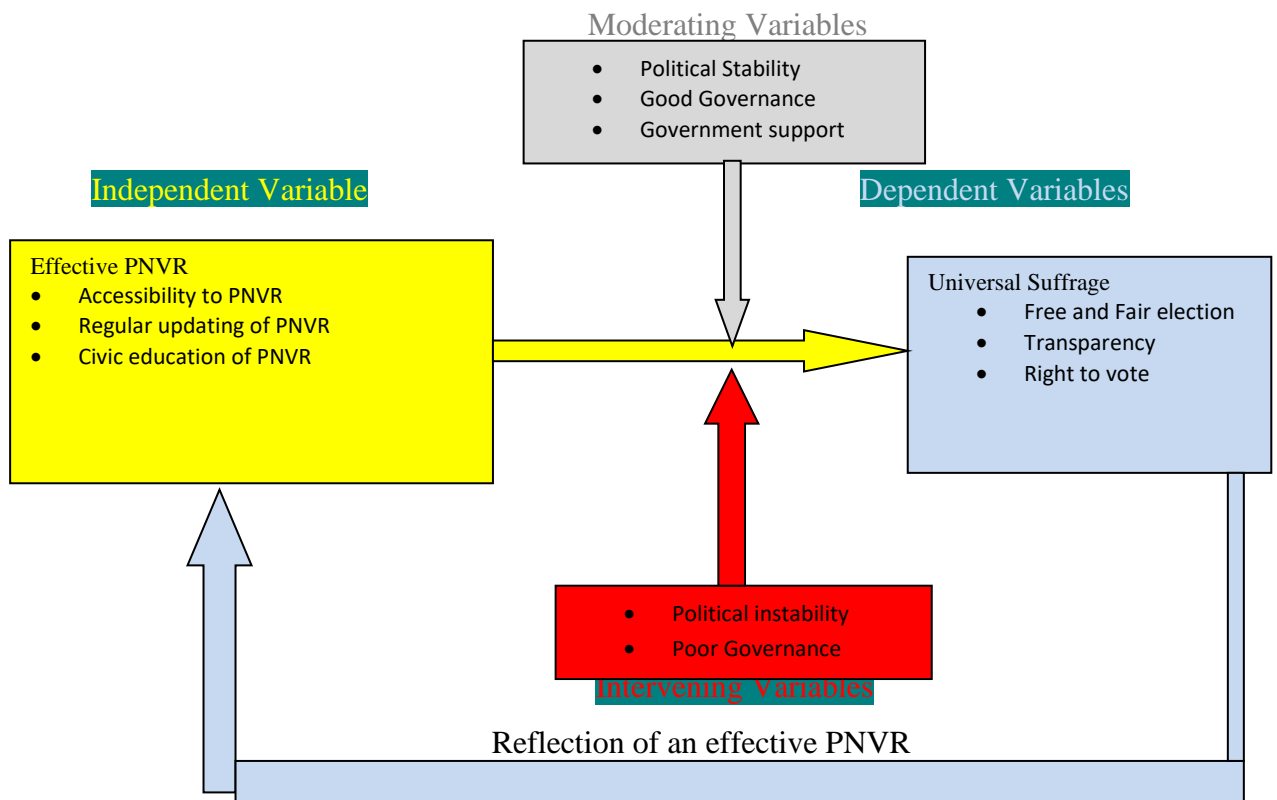 Moderating Variables
• Political Stability
• Good Governance
• Government support
Independent Variable
Dependent Variables
Effective PNVR
• Accessibility to PNVR
• Regular updating of PNVR
• Civic education of PNVR
Universal Suffrage
• Free and Fair election
• Transparency
• Right to vote
• Political instability
• Poor Governance
Intervening Variables
Reflection of an effective PNVR